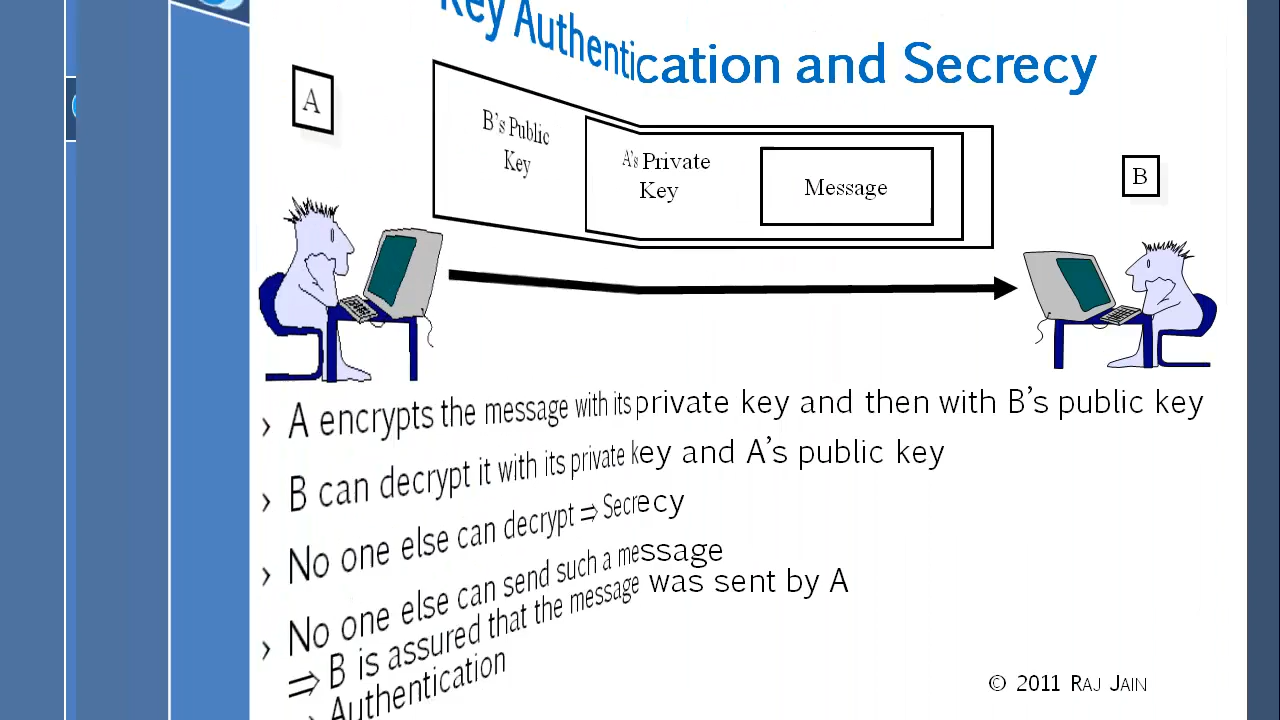 Key Authentication and Secrecy
A
B's Public
Key
A's Private
Key
Message
B
› A encrypts the message with its private key and then with B's public key
› B can decrypt it with its private key and A's public key
› No one else can decrypt ⇒ Secrecy
› No one else can send such a message
⇒ B is assured that the message was sent by A
› Authentication
© 2011 RAJ JAIN